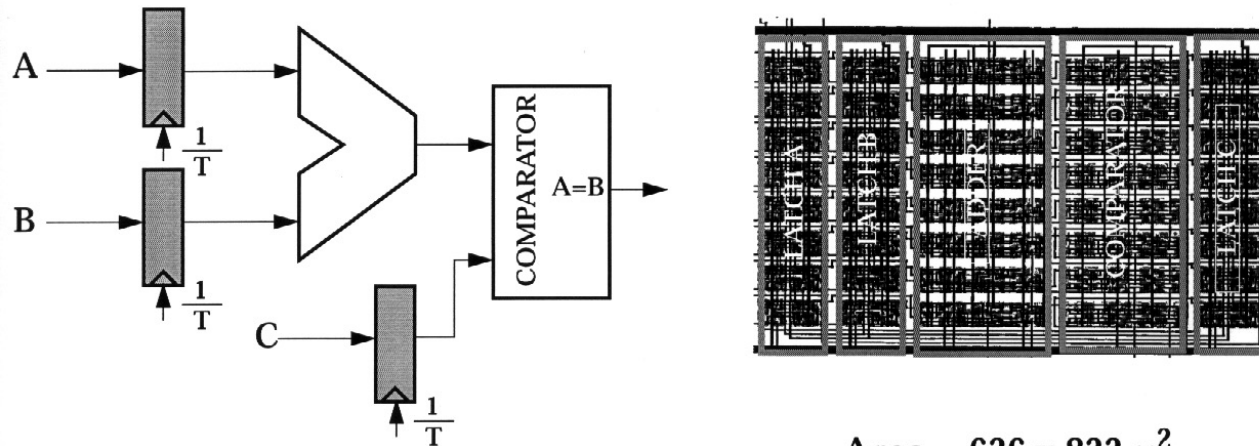 A
1
T
B
1
T
C
1
T
COMPARATOR
A=B
LATCH A
LATCH B
ADDER
COMPARATOR
LATCH C